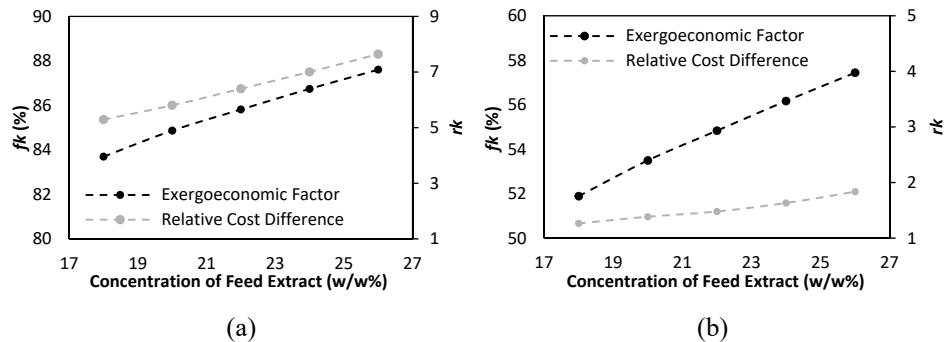 90
88
86
84
82
80
fk (%)
9
7
5
3
1
rk
Exergoeconomic Factor
Relative Cost Difference
17 19 21 23 25 27
Concentration of Feed Extract (w/w%)
(a)
60
58
56
54
52
50
fk (%)
5
4
3
2
1
rk
Exergoeconomic Factor
Relative Cost Difference
17 19 21 23 25 27
Concentration of Feed Extract (w/w%)
(b)